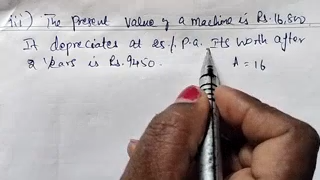 iii) The present value of a machine is Rs.16,800
It depreciates at 25%. P.a. Its worth after
2 years is Rs.9450.
A = 16